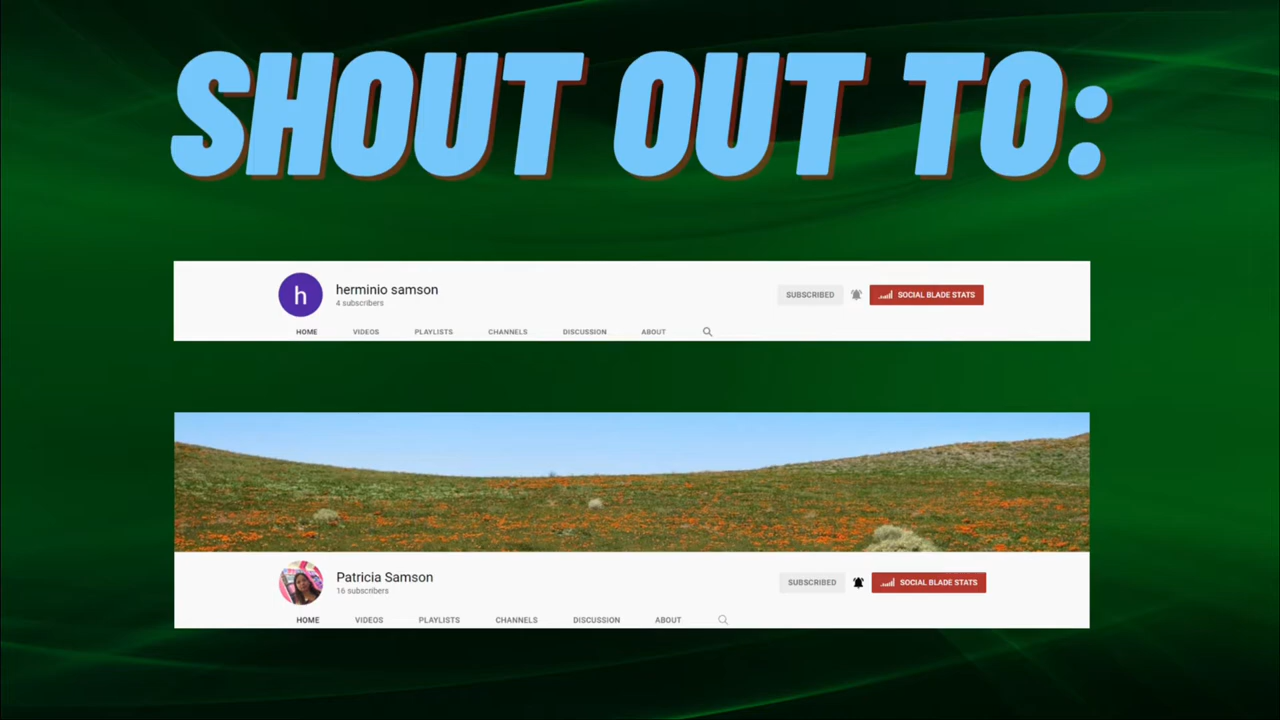 SHOUT OUT TO:
h
herminio samson
4 subscribers
SUBSCRIBED
SOCIAL BLADE STATS
HOME VIDEOS PLAYLISTS CHANNELS DISCUSSION ABOUT
Patricia Samson
16 subscribers
SUBSCRIBED
SOCIAL BLADE STATS
HOME VIDEOS PLAYLISTS CHANNELS DISCUSSION ABOUT